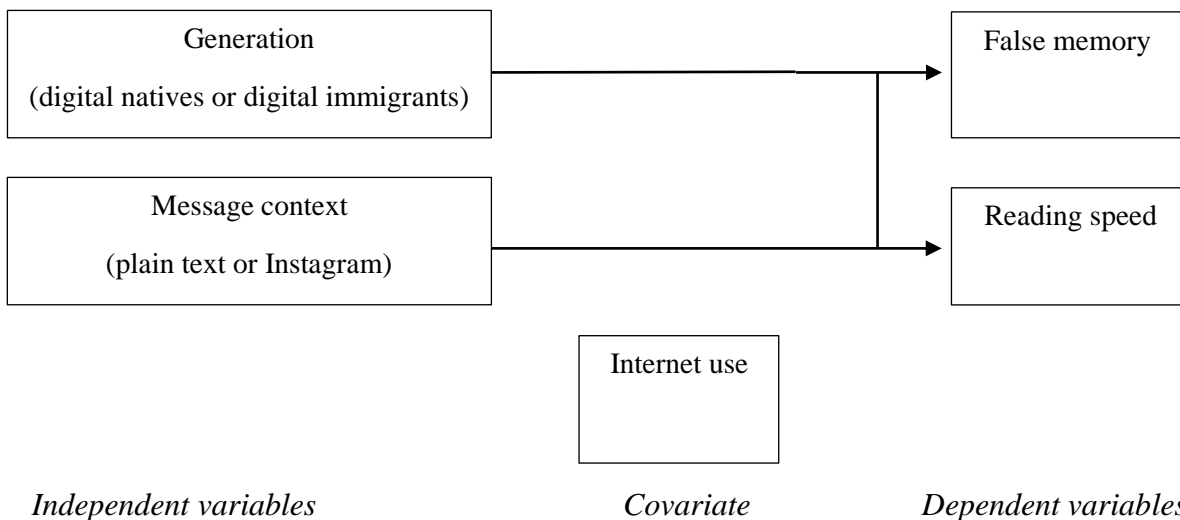 Generation
(digital natives or digital immigrants)
False memory
Message context
(plain text or Instagram)
Reading speed
Internet use
Independent variables
Covariate
Dependent variables